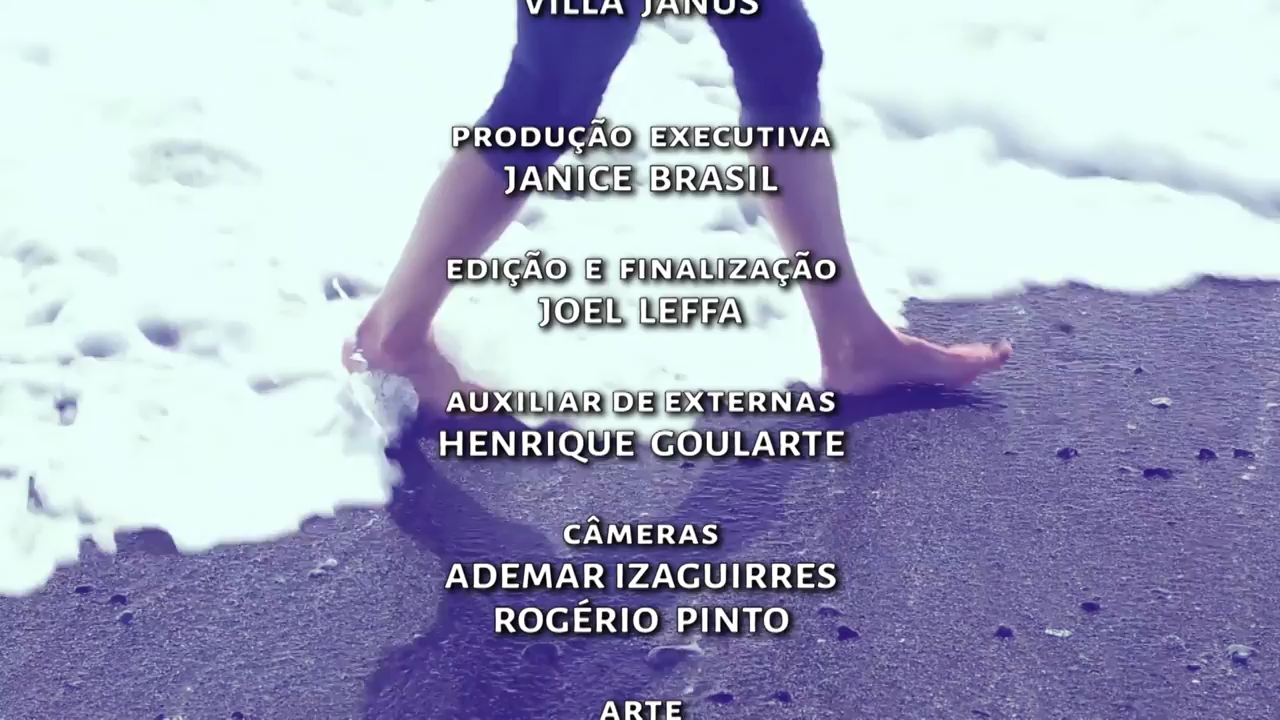 VILLA JANUS
PRODUÇÃO EXECUTIVA
JANICE BRASIL
EDIÇÃO E FINALIZAÇÃO
JOEL LEFFA
AUXILIAR DE EXTERNAS
HENRIQUE GOULARTE
CÂMERAS
ADEMAR IZAGUIRRES
ROGÉRIO PINTO
ARTE